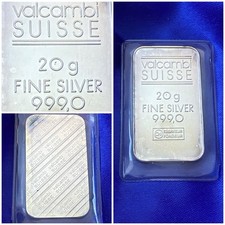 valcambi
SUISSE
20 g
FINE SILVER
999,0
valcambi
SUISSE
20 g
FINE SILVER
999,0